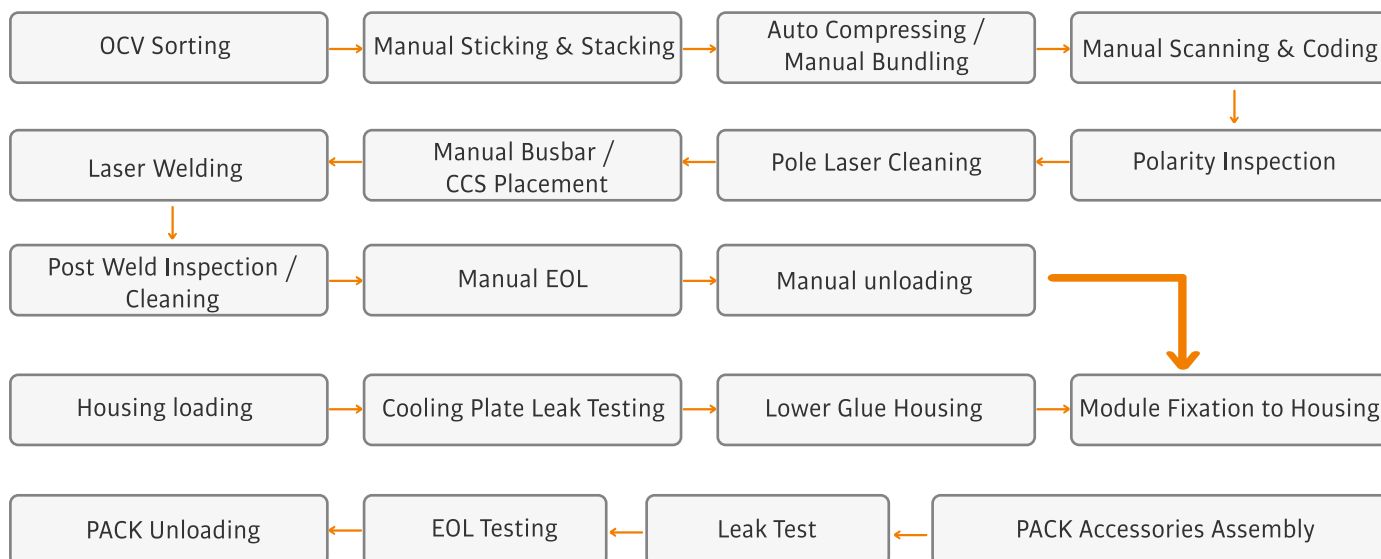 OCV Sorting
Manual Sticking & Stacking
Auto Compressing /
Manual Bundling
Manual Scanning & Coding
Polarity Inspection
Pole Laser Cleaning
Manual Busbar /
CCS Placement
Laser Welding
Post Weld Inspection /
Cleaning
Manual EOL
Manual unloading
Housing loading
Cooling Plate Leak Testing
Lower Glue Housing
Module Fixation to Housing
PACK Accessories Assembly
Leak Test
EOL Testing
PACK Unloading